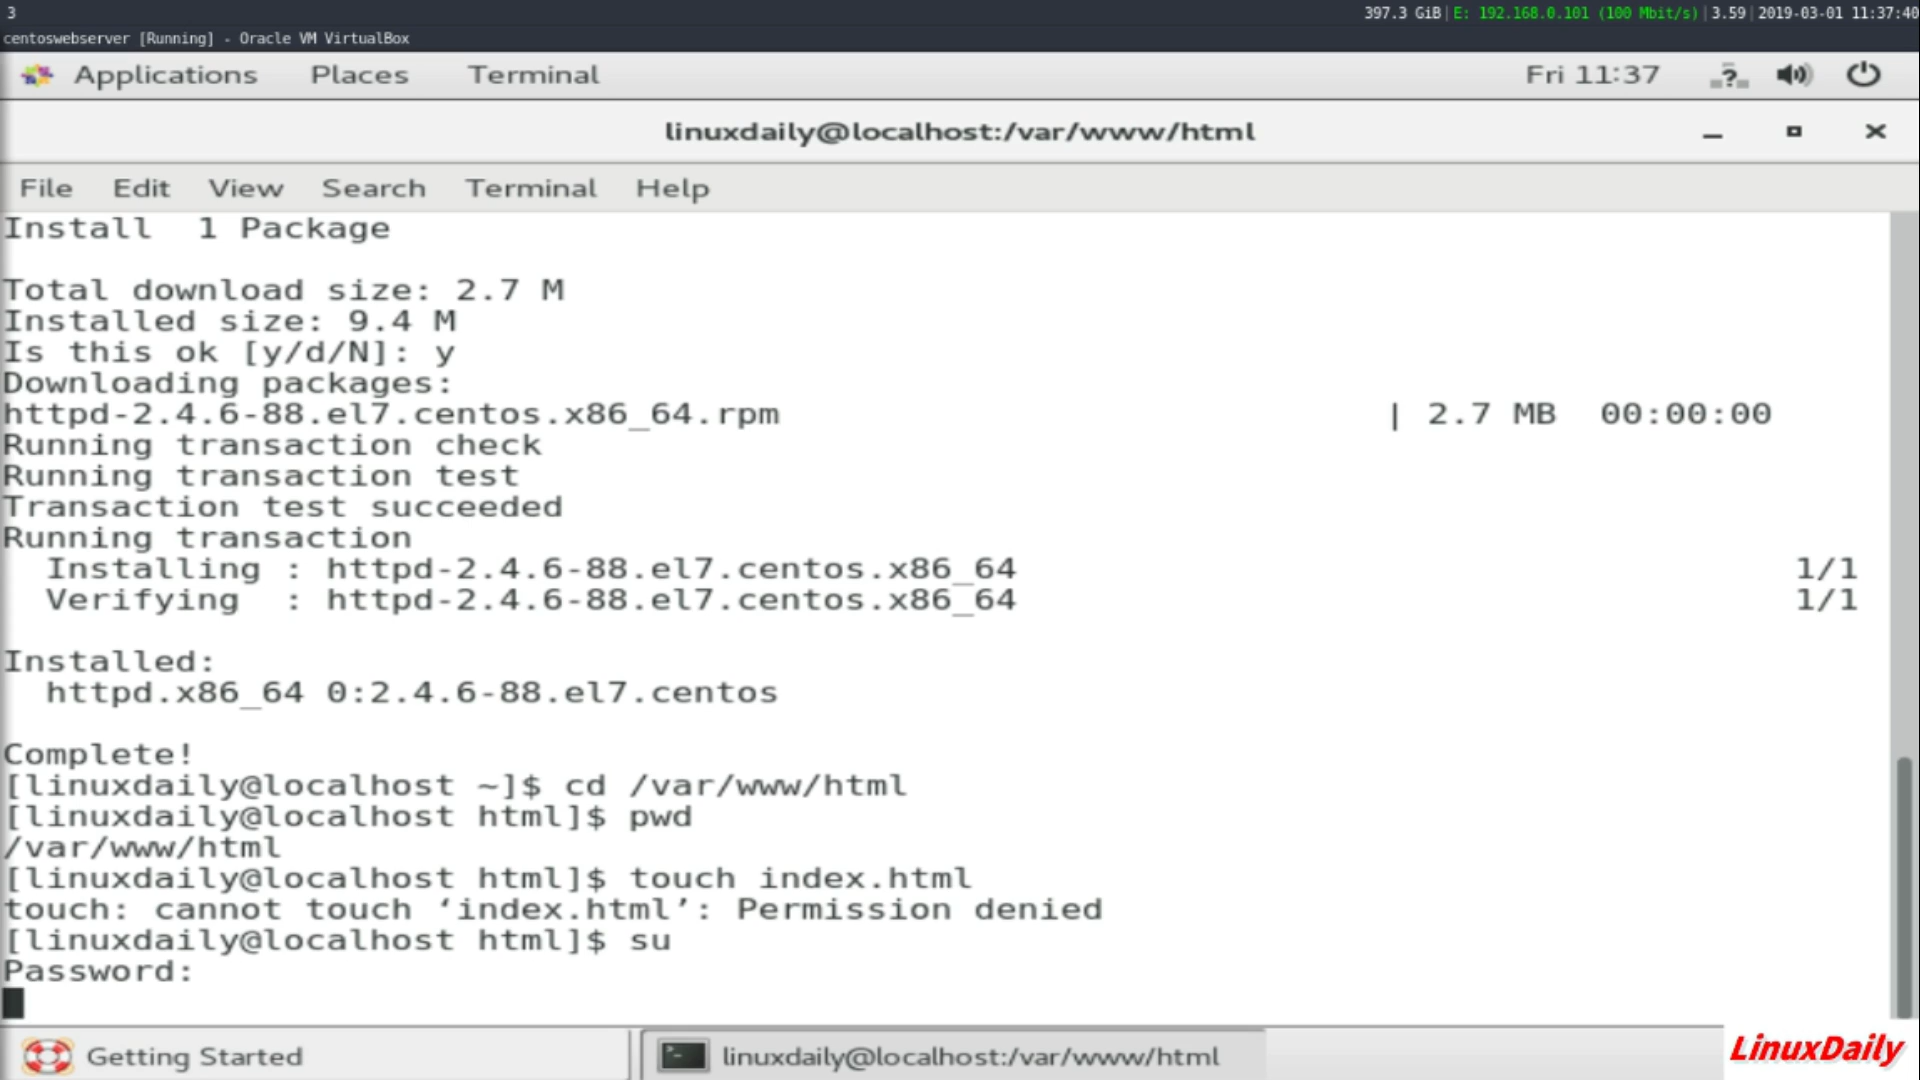 3
397.3 GiB|E: 192.168.0.101 (100 Mbit/s)|3.59|2019-03-01 11:37:40
centoswebserver [Running] - Oracle VM VirtualBox
Applications Places Terminal Fri 11:37
linuxdaily@localhost:/var/www/html
File Edit View Search Terminal Help
Install  1 Package
Total download size: 2.7 M
Installed size: 9.4 M
Is this ok [y/d/N]: y
Downloading packages:
httpd-2.4.6-88.el7.centos.x86_64.rpm | 2.7 MB  00:00:00
Running transaction check
Running transaction test
Transaction test succeeded
Running transaction
  Installing : httpd-2.4.6-88.el7.centos.x86_64 1/1
  Verifying  : httpd-2.4.6-88.el7.centos.x86_64 1/1
Installed:
  httpd.x86_64 0:2.4.6-88.el7.centos
Complete!
[linuxdaily@localhost ~]$ cd /var/www/html
[linuxdaily@localhost html]$ pwd
/var/www/html
[linuxdaily@localhost html]$ touch index.html
touch: cannot touch ‘index.html’: Permission denied
[linuxdaily@localhost html]$ su
Password:
Getting Started linuxdaily@localhost:/var/www/html LinuxDaily